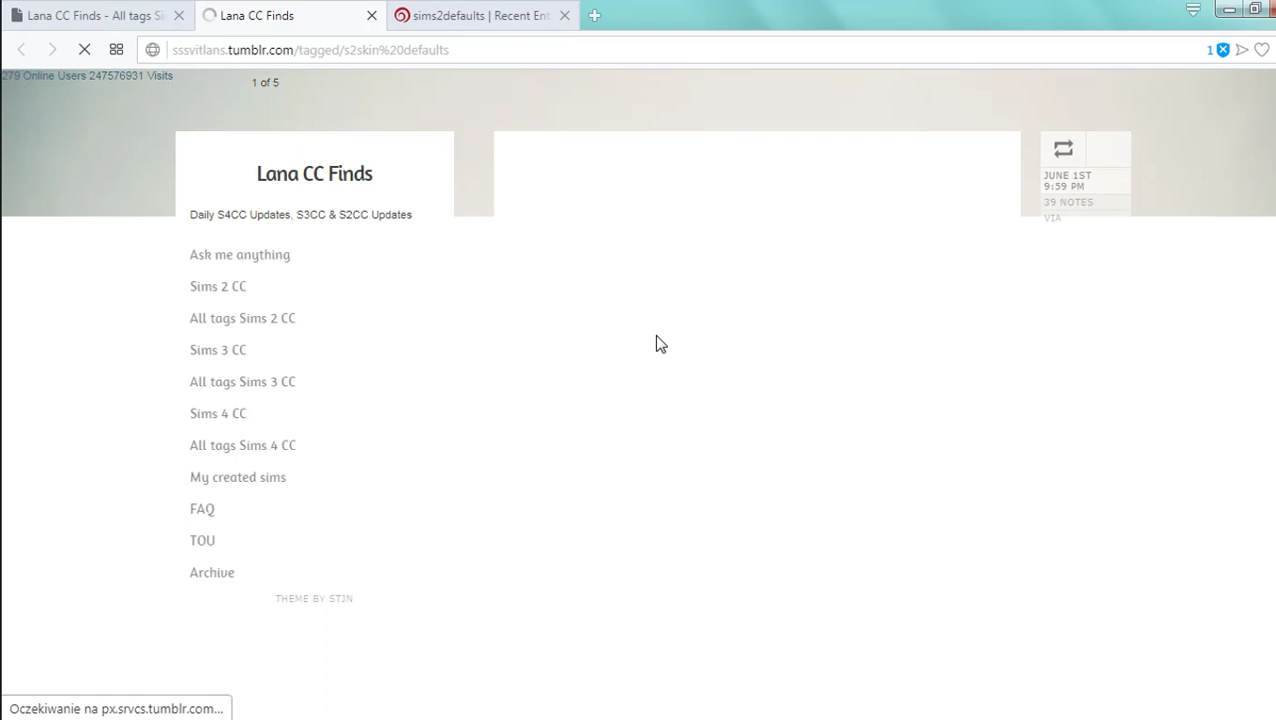 Lana CC Finds - All tags Si
Lana CC Finds
sims2defaults | Recent Ent
sssvitlans.tumblr.com/tagged/s2skin%20defaults
1
279 Online Users 247576931 Visits
1 of 5
Lana CC Finds
Daily S4CC Updates, S3CC & S2CC Updates
Ask me anything
Sims 2 CC
All tags Sims 2 CC
Sims 3 CC
All tags Sims 3 CC
Sims 4 CC
All tags Sims 4 CC
My created sims
FAQ
TOU
Archive
THEME BY STJN
JUNE 1ST
9:59 PM
39 NOTES
VIA
Oczekiwanie na px.srvcs.tumblr.com...